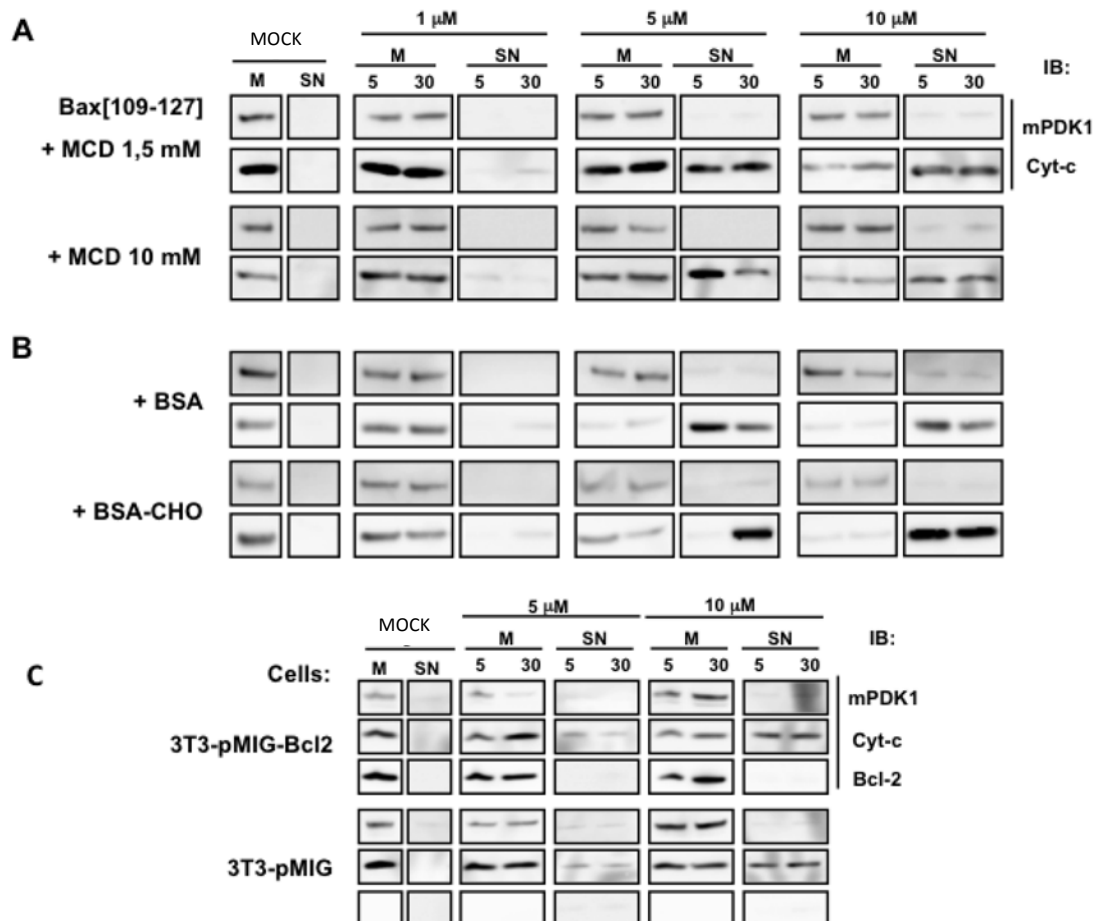 A
MOCK
1 μM
5 μM
10 μM
M
SN
M
SN
M
SN
M
SN
5
30
5
30
5
30
5
30
5
30
5
30
IB:
Bax[109-127]
+ MCD 1,5 mM
mPDK1
Cyt-c
+ MCD 10 mM
B
+ BSA
+ BSA-CHO
C
MOCK
5 μM
10 μM
M
SN
M
SN
IB:
Cells:
M
SN
5
30
5
30
5
30
5
30
mPDK1
3T3-pMIG-Bcl2
Cyt-c
Bcl-2
3T3-pMIG